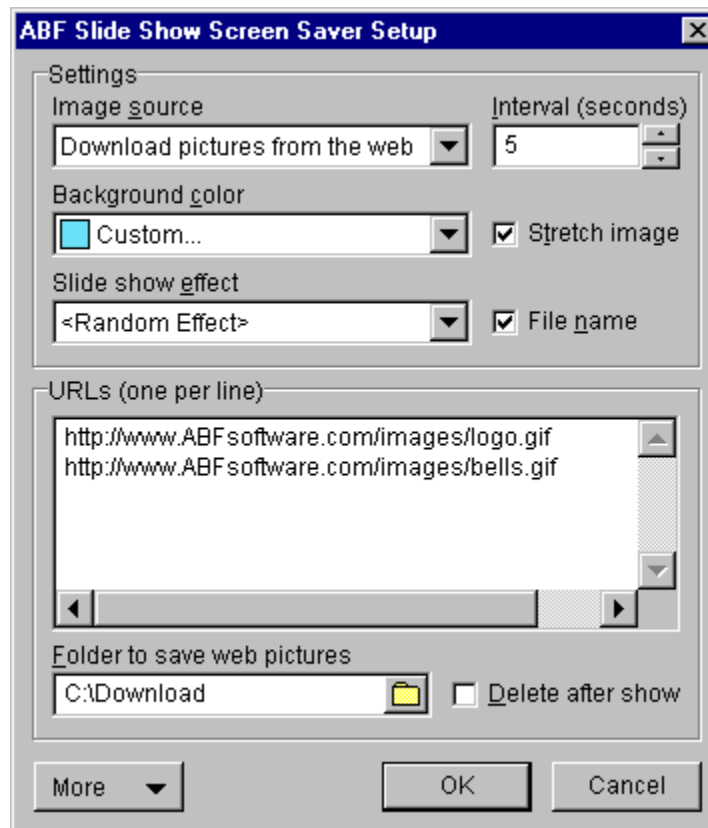 ABF Slide Show Screen Saver Setup
Settings
Image source
Interval (seconds)
Download pictures from the web
5
Background color
Custom...
Stretch image
Slide show effect
<Random Effect>
File name
URLs (one per line)
http://www.ABFsoftware.com/images/logo.gif
http://www.ABFsoftware.com/images/bells.gif
Folder to save web pictures
C:\Download
Delete after show
More
OK
Cancel